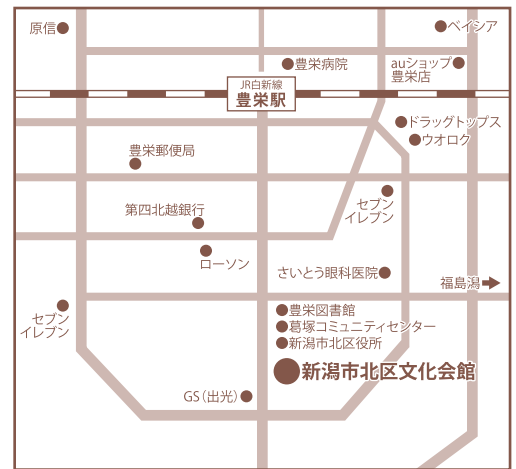 原信
ベイシア
豊栄病院
auショップ
豊栄店
JR白新線
豊栄駅
ドラッグトップス
ウオロク
豊栄郵便局
第四北越銀行
セブン
イレブン
ローソン
さいとう眼科医院
福島潟
豊栄図書館
セブン
イレブン
葛塚コミュニティセンター
新潟市北区役所
新潟市北区文化会館
GS（出光）